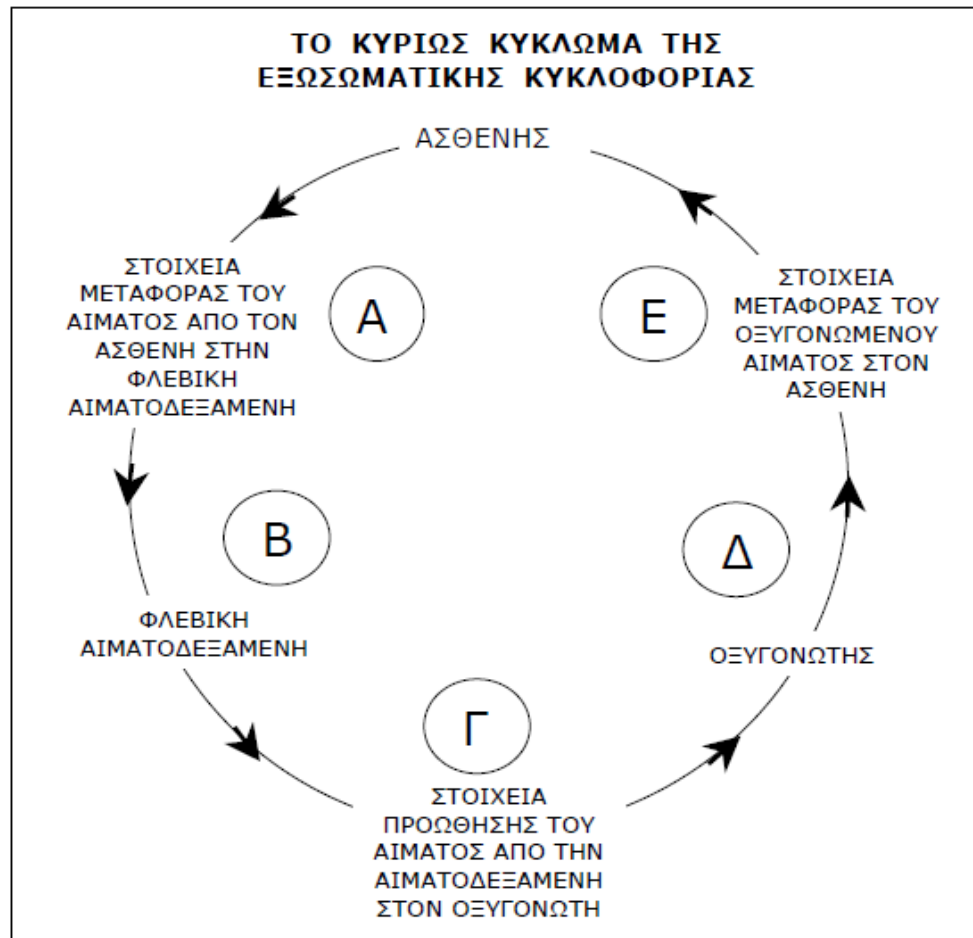 ΤΟ ΚΥΡΙΩΣ ΚΥΚΛΩΜΑ ΤΗΣ
ΕΞΩΣΩΜΑΤΙΚΗΣ ΚΥΚΛΟΦΟΡΙΑΣ
ΑΣΘΕΝΗΣ
ΣΤΟΙΧΕΙΑ
ΜΕΤΑΦΟΡΑΣ ΤΟΥ
ΑΙΜΑΤΟΣ ΑΠΟ ΤΟΝ
ΑΣΘΕΝΗ ΣΤΗΝ
ΦΛΕΒΙΚΗ
ΑΙΜΑΤΟΔΕΞΑΜΕΝΗ
Α
Β
ΦΛΕΒΙΚΗ
ΑΙΜΑΤΟΔΕΞΑΜΕΝΗ
Γ
ΣΤΟΙΧΕΙΑ
ΠΡΟΩΘΗΣΗΣ ΤΟΥ
ΑΙΜΑΤΟΣ ΑΠΟ ΤΗΝ
ΑΙΜΑΤΟΔΕΞΑΜΕΝΗ
ΣΤΟΝ ΟΞΥΓΟΝΩΤΗ
Δ
ΟΞΥΓΟΝΩΤΗΣ
Ε
ΣΤΟΙΧΕΙΑ
ΜΕΤΑΦΟΡΑΣ ΤΟΥ
ΟΞΥΓΟΝΩΜΕΝΟΥ
ΑΙΜΑΤΟΣ ΣΤΟΝ
ΑΣΘΕΝΗ